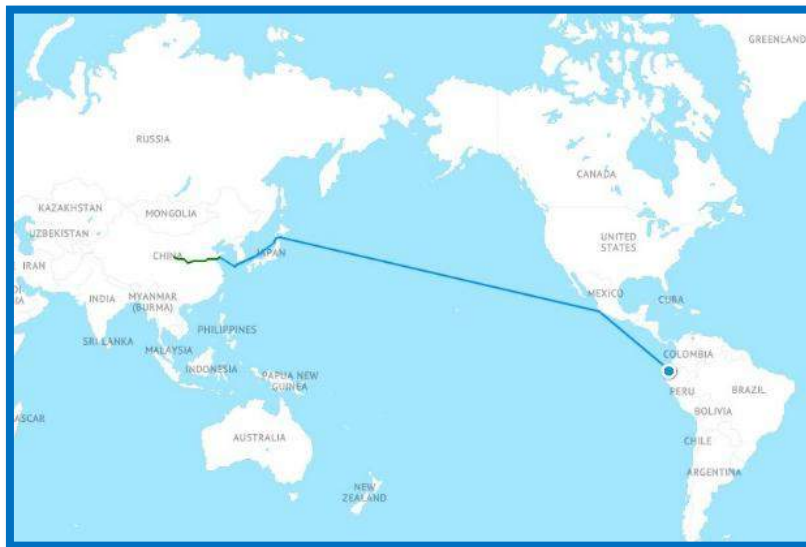 GREENLAND
RUSSIA
CANADA
KAZAKHSTAN
MONGOLIA
UZBEKISTAN
UNITED
STATES
CHINA
JAPAN
IRAN
MEXICO
CUBA
INDIA
MYANMAR
(BURMA)
PHILIPPINES
SRI LANKA
MALAYSIA
COLOMBIA
INDONESIA
PAPUA NEW
GUINEA
PERU
BRAZIL
BOLIVIA
ASCAR
AUSTRALIA
CHILE
ARGENTINA
NEW
ZEALAND